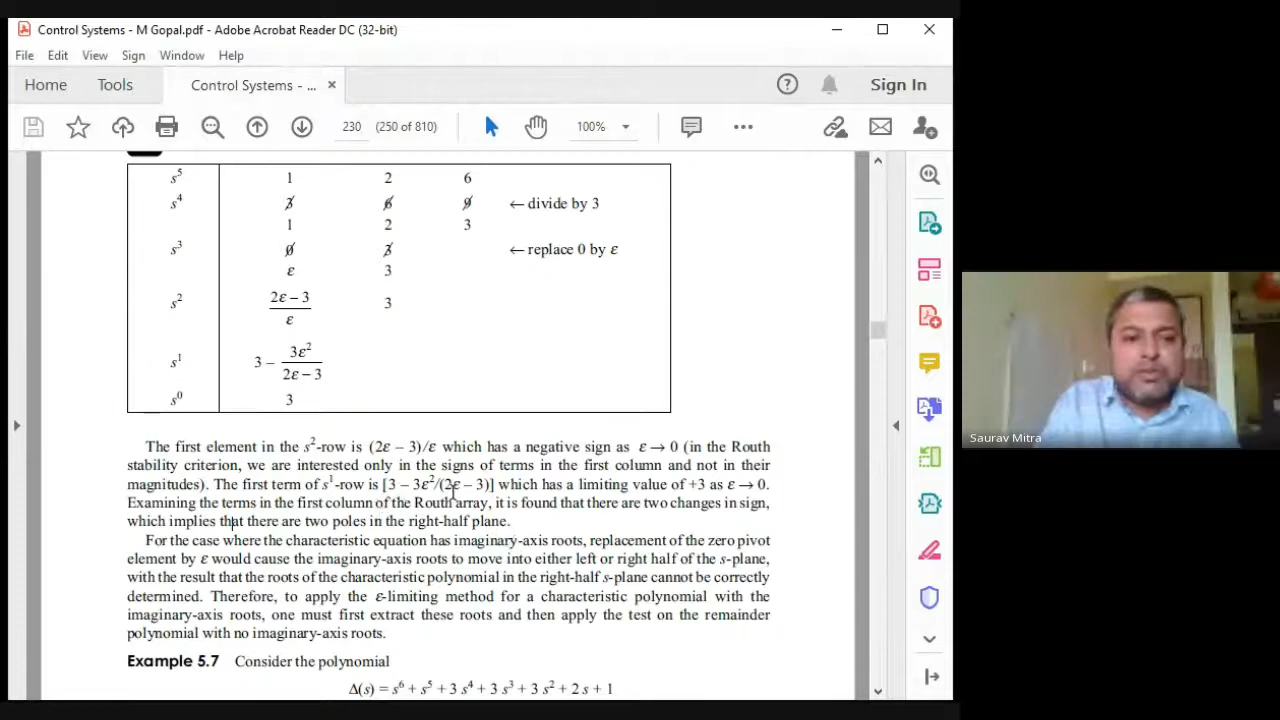 Control Systems - M Gopal.pdf - Adobe Acrobat Reader DC (32-bit)
File Edit View Sign Window Help
Home Tools Control Systems - ... × Sign In
230 (250 of 810) 100%
s⁵ 1 2 6
s⁴ 3 6 9 ← divide by 3
1 2 3
s³ 0 3 ← replace 0 by ε
ε 3
s² (2ε – 3)/ε 3
s¹ 3 – 3ε²/(2ε – 3)
s⁰ 3
The first element in the s²-row is (2ε – 3)/ε which has a negative sign as ε → 0 (in the Routh
stability criterion, we are interested only in the signs of terms in the first column and not in their
magnitudes). The first term of s¹-row is [3 – 3ε²/(2ε – 3)] which has a limiting value of +3 as ε → 0.
Examining the terms in the first column of the Routh array, it is found that there are two changes in sign,
which implies that there are two poles in the right-half plane.
For the case where the characteristic equation has imaginary-axis roots, replacement of the zero pivot
element by ε would cause the imaginary-axis roots to move into either left or right half of the s-plane,
with the result that the roots of the characteristic polynomial in the right-half s-plane cannot be correctly
determined. Therefore, to apply the ε-limiting method for a characteristic polynomial with the
imaginary-axis roots, one must first extract these roots and then apply the test on the remainder
polynomial with no imaginary-axis roots.
Example 5.7 Consider the polynomial
Δ(s) = s⁶ + s⁵ + 3 s⁴ + 3 s³ + 3 s² + 2 s + 1
Saurav Mitra